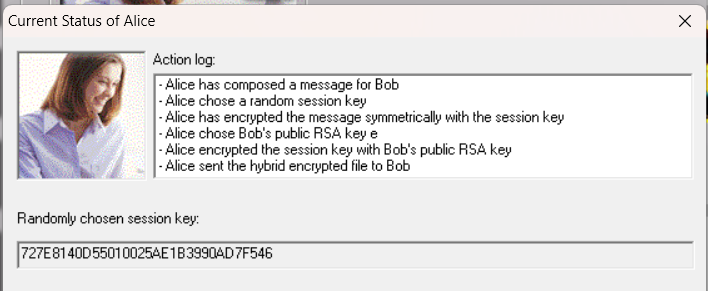 Current Status of Alice
Action log:
- Alice has composed a message for Bob
- Alice chose a random session key
- Alice has encrypted the message symmetrically with the session key
- Alice chose Bob's public RSA key e
- Alice encrypted the session key with Bob's public RSA key
- Alice sent the hybrid encrypted file to Bob
Randomly chosen session key:
727E8140D55010025AE1B3990AD7F546